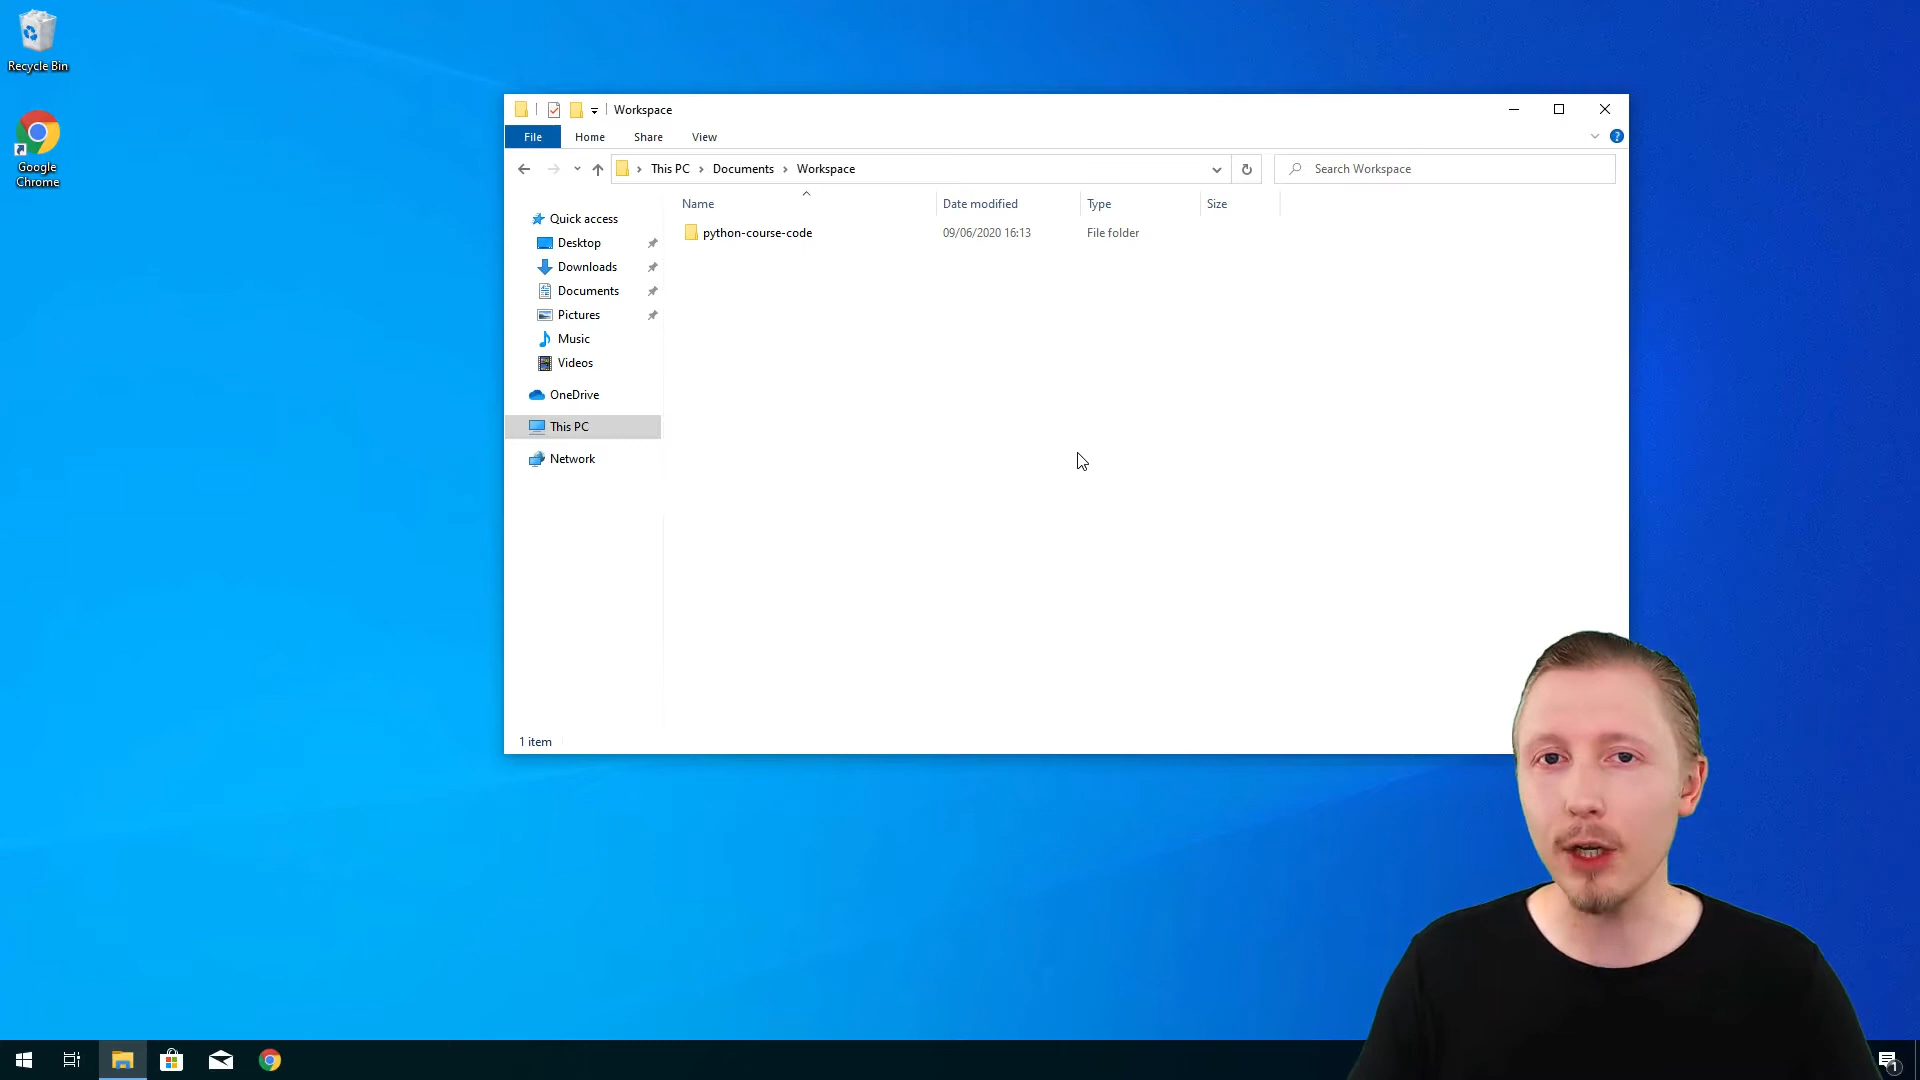 Recycle Bin
Google
Chrome
Workspace
File Home Share View
This PC Documents Workspace
Search Workspace
Name Date modified Type Size
python-course-code 09/06/2020 16:13 File folder
Quick access
Desktop
Downloads
Documents
Pictures
Music
Videos
OneDrive
This PC
Network
1 item
1